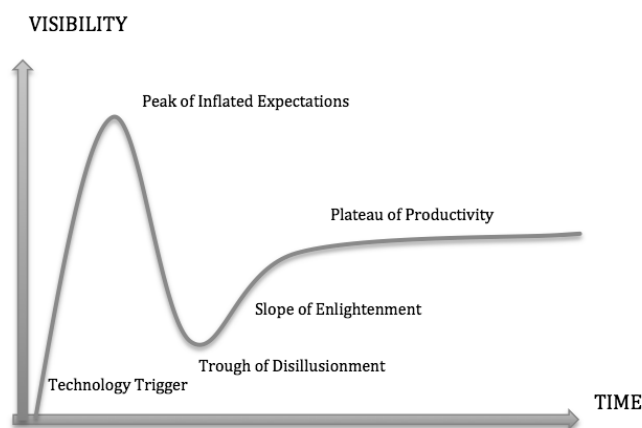 VISIBILITY
Peak of Inflated Expectations
Plateau of Productivity
Slope of Enlightenment
Trough of Disillusionment
Technology Trigger
TIME